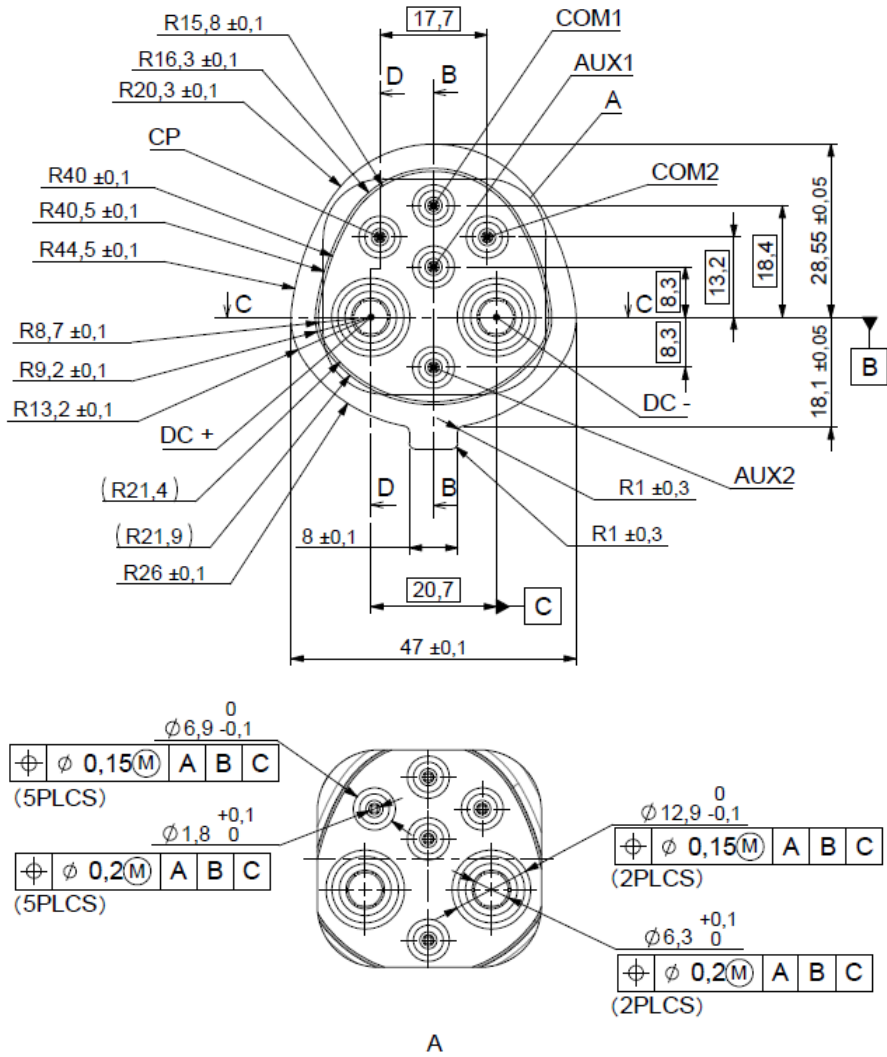 R15,8 ±0,1
17,7
COM1
R16,3 ±0,1
D
B
AUX1
R20,3 ±0,1
A
CP
COM2
R40 ±0,1
R40,5 ±0,1
R44,5 ±0,1
28,55 ±0,05
18,4
13,2
8,3
C
C
R8,7 ±0,1
8,3
B
R9,2 ±0,1
18,1 ±0,05
R13,2 ±0,1
DC +
DC -
(R21,4)
D
B
R1 ±0,3
AUX2
(R21,9)
8 ±0,1
R1 ±0,3
R26 ±0,1
20,7
C
47 ±0,1
0
⌀6,9 -0,1
⌖ ⌀ 0,15Ⓜ A B C
(5PLCS)
+0,1
⌀1,8 0
⌖ ⌀ 0,2Ⓜ A B C
(5PLCS)
0
⌀12,9 -0,1
⌖ ⌀ 0,15Ⓜ A B C
(2PLCS)
+0,1
⌀6,3 0
⌖ ⌀ 0,2Ⓜ A B C
(2PLCS)
A